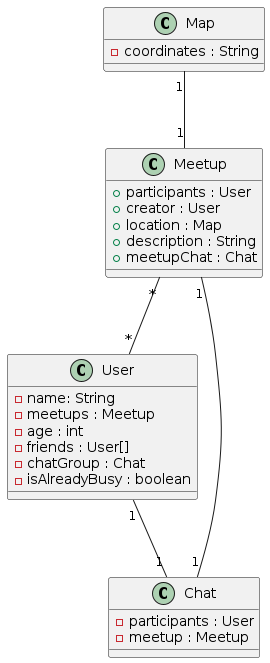 C Map
coordinates : String
1
1
C Meetup
participants : User
creator : User
location : Map
description : String
meetupChat : Chat
* 1
*
C User
name: String
meetups : Meetup
age : int
friends : User[]
chatGroup : Chat
isAlreadyBusy : boolean
1
1 1
C Chat
participants : User
meetup : Meetup